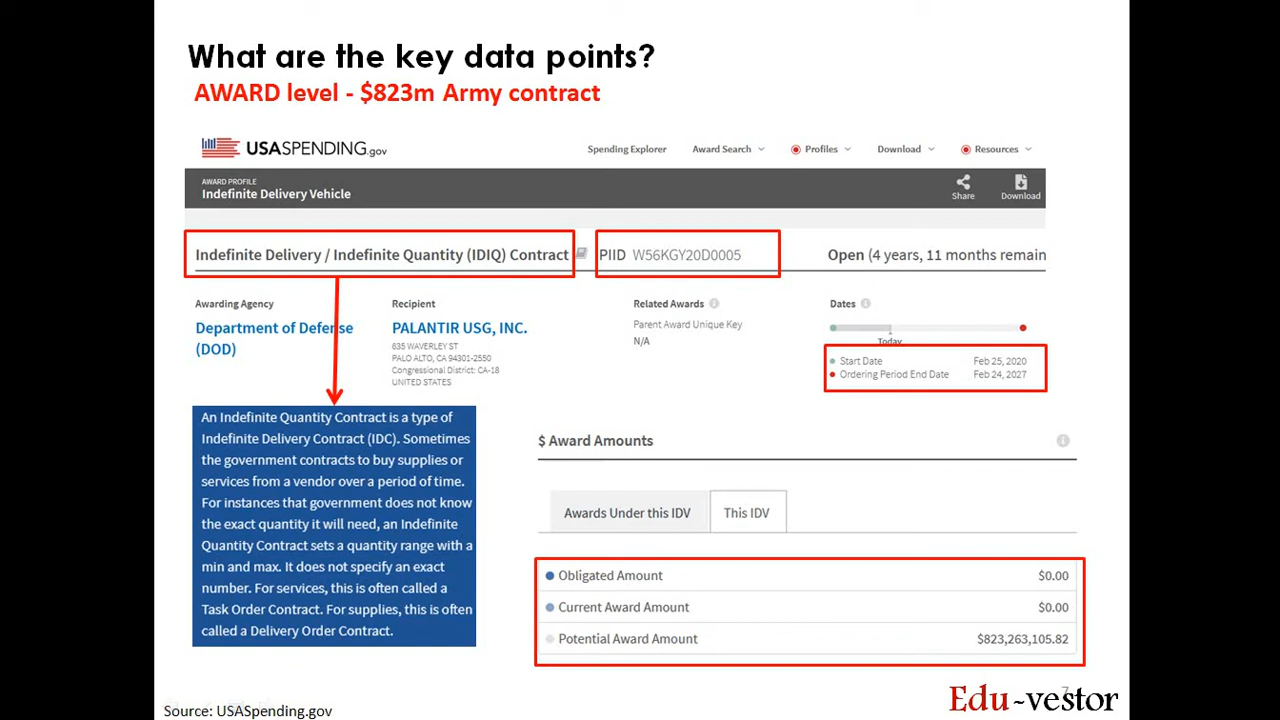 What are the key data points?
AWARD level - $823m Army contract
USASPENDING.gov
Spending Explorer Award Search Profiles Download Resources
AWARD PROFILE
Indefinite Delivery Vehicle
Share Download
Indefinite Delivery / Indefinite Quantity (IDIQ) Contract PIID W56KGY20D0005 Open (4 years, 11 months remain
Awarding Agency
Department of Defense
(DOD)
Recipient
PALANTIR USG, INC.
635 WAVERLEY ST
PALO ALTO, CA 94301-2550
Congressional District: CA-18
UNITED STATES
Related Awards
Parent Award Unique Key
N/A
Dates
Today
Start Date Feb 25, 2020
Ordering Period End Date Feb 24, 2027
An Indefinite Quantity Contract is a type of
Indefinite Delivery Contract (IDC). Sometimes
the government contracts to buy supplies or
services from a vendor over a period of time.
For instances that government does not know
the exact quantity it will need, an Indefinite
Quantity Contract sets a quantity range with a
min and max. It does not specify an exact
number. For services, this is often called a
Task Order Contract. For supplies, this is often
called a Delivery Order Contract.
$ Award Amounts
Awards Under this IDV This IDV
Obligated Amount $0.00
Current Award Amount $0.00
Potential Award Amount $823,263,105.82
7
Edu-vestor
Source: USASpending.gov